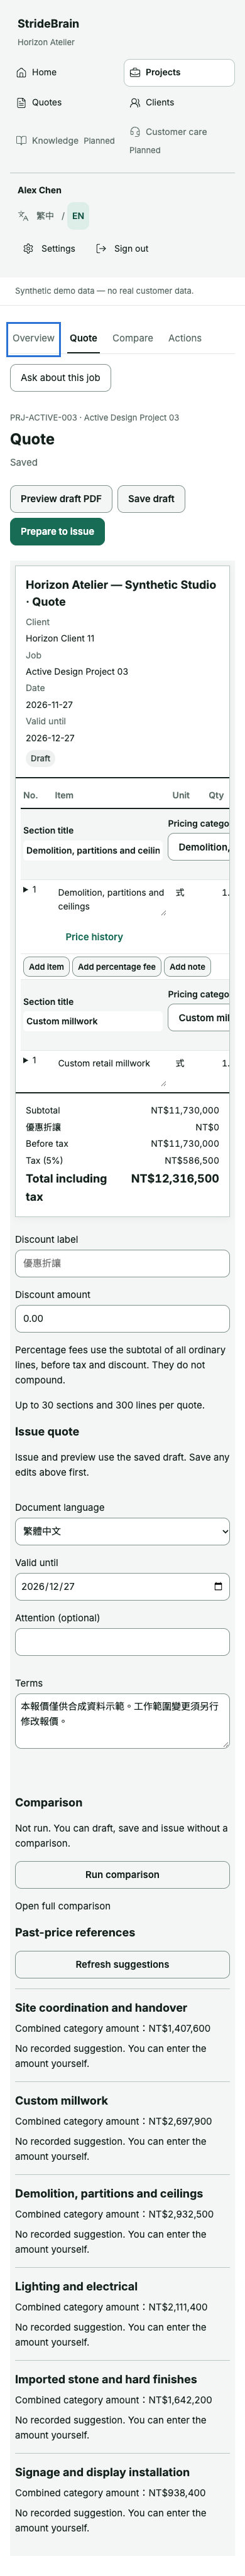 StrideBrain
Horizon Atelier
Home
Projects
Quotes
Clients
Knowledge Planned
Customer care
Planned
Alex Chen
繁中 / EN
Settings
Sign out
Synthetic demo data — no real customer data.
Overview
Quote
Compare
Actions
Ask about this job
PRJ-ACTIVE-003 · Active Design Project 03
Quote
Saved
Preview draft PDF
Save draft
Prepare to issue
Horizon Atelier — Synthetic Studio
· Quote
Client
Horizon Client 11
Job
Active Design Project 03
Date
2026-11-27
Valid until
2026-12-27
Draft
No. Item Unit Qty
Section title
Pricing catego
Demolition, partitions and ceilin
Demolition,
1 Demolition, partitions and 式 1.
ceilings
Price history
Add item
Add percentage fee
Add note
Section title
Pricing catego
Custom millwork
Custom mil
1 Custom retail millwork 式 1.
Subtotal NT$11,730,000
優惠折讓 NT$0
Before tax NT$11,730,000
Tax (5%) NT$586,500
Total including NT$12,316,500
tax
Discount label
優惠折讓
Discount amount
0.00
Percentage fees use the subtotal of all ordinary
lines, before tax and discount. They do not
compound.
Up to 30 sections and 300 lines per quote.
Issue quote
Issue and preview use the saved draft. Save any
edits above first.
Document language
繁體中文
Valid until
2026/12/27
Attention (optional)
Terms
本報價僅供合成資料示範。工作範圍變更須另行
修改報價。
Comparison
Not run. You can draft, save and issue without a
comparison.
Run comparison
Open full comparison
Past-price references
Refresh suggestions
Site coordination and handover
Combined category amount：NT$1,407,600
No recorded suggestion. You can enter the
amount yourself.
Custom millwork
Combined category amount：NT$2,697,900
No recorded suggestion. You can enter the
amount yourself.
Demolition, partitions and ceilings
Combined category amount：NT$2,932,500
No recorded suggestion. You can enter the
amount yourself.
Lighting and electrical
Combined category amount：NT$2,111,400
No recorded suggestion. You can enter the
amount yourself.
Imported stone and hard finishes
Combined category amount：NT$1,642,200
No recorded suggestion. You can enter the
amount yourself.
Signage and display installation
Combined category amount：NT$938,400
No recorded suggestion. You can enter the
amount yourself.